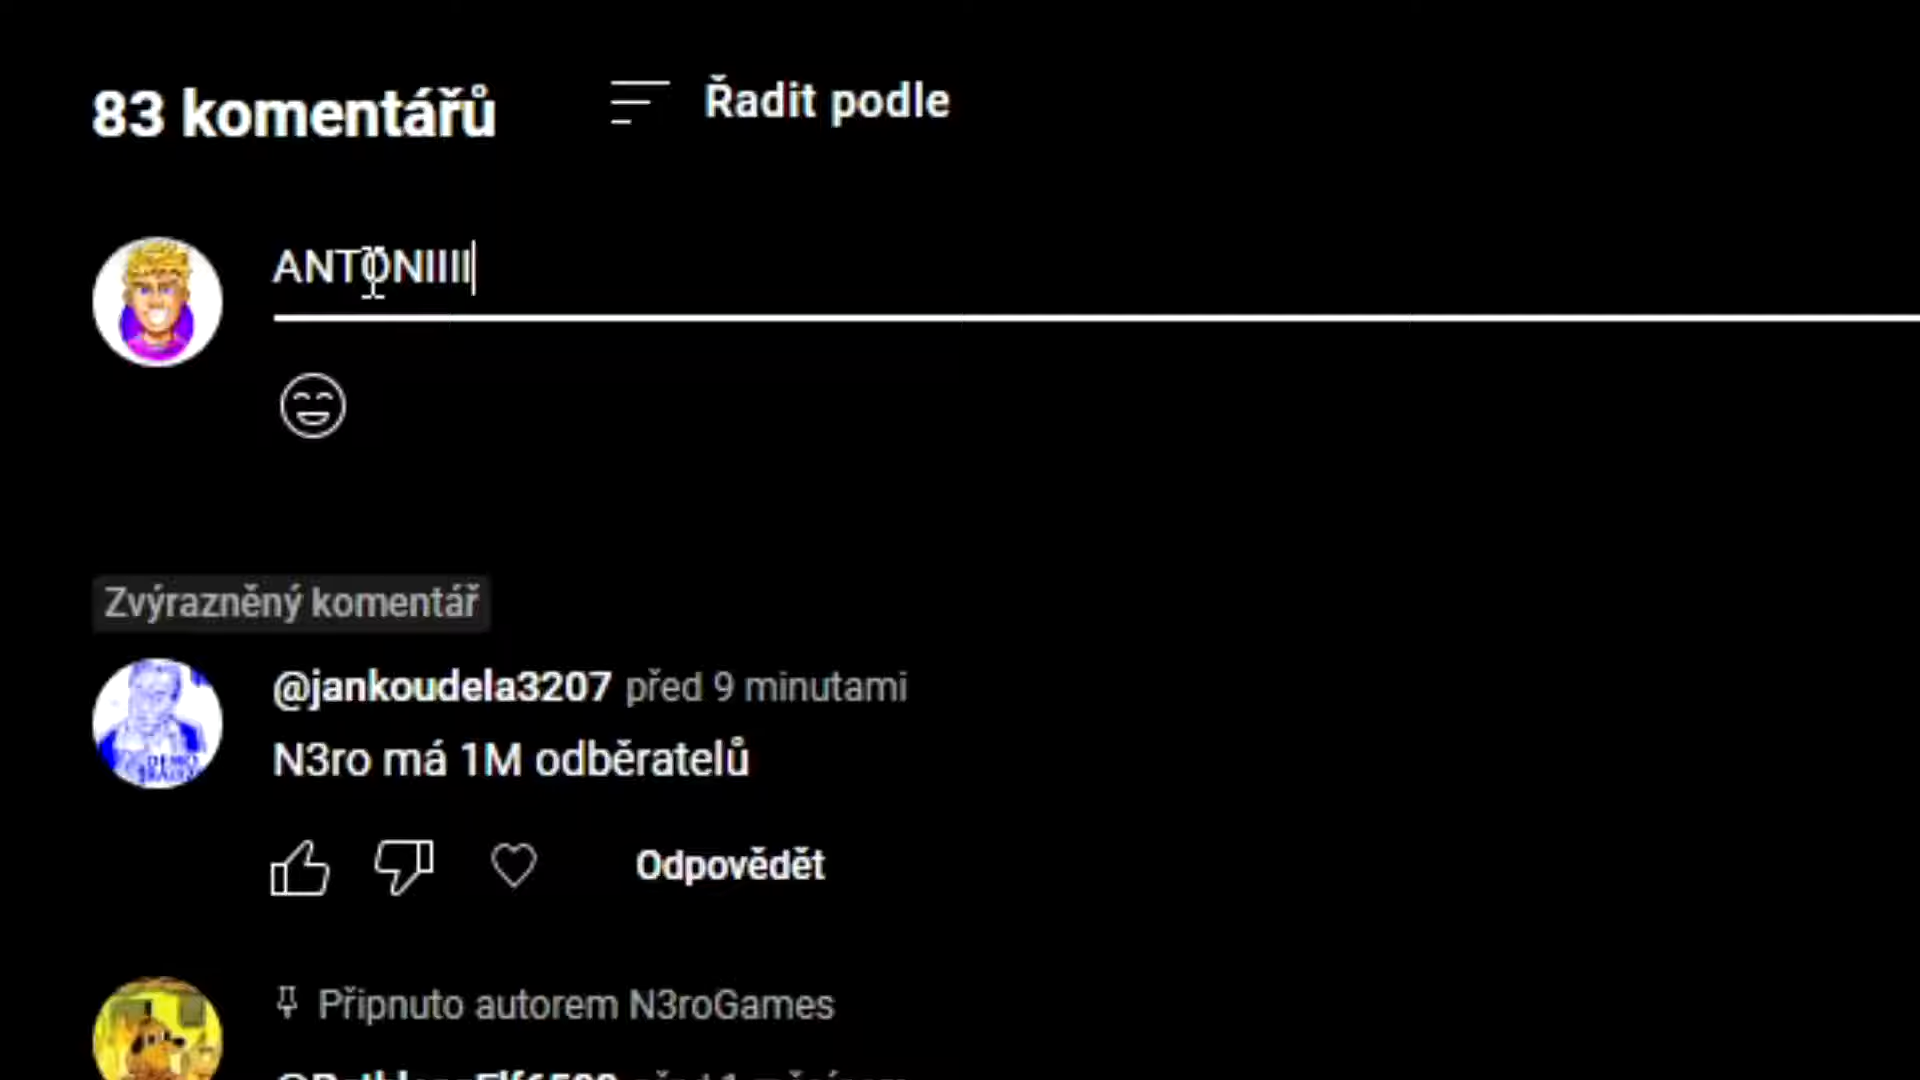 83 komentářů
Řadit podle
ANTONIIII
Zvýrazněný komentář
@jankoudela3207 před 9 minutami
N3ro má 1M odběratelů
Odpovědět
Připnuto autorem N3roGames